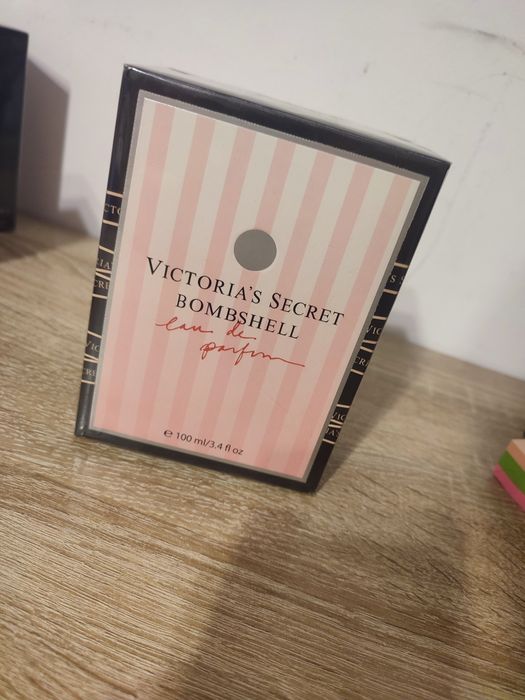 VICTORIA'S SECRET
BOMBSHELL
eau de
parfum
e 100 ml/3.4 fl oz